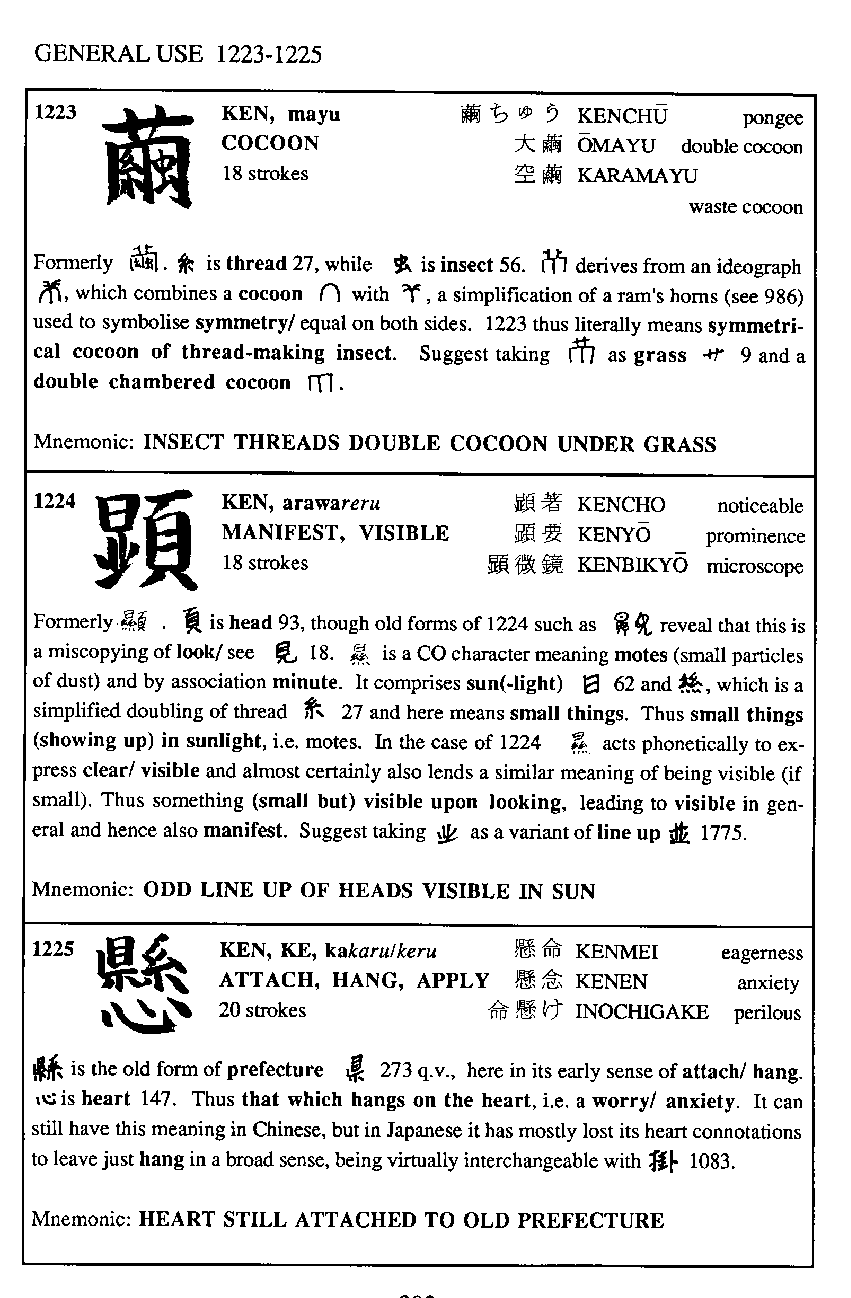 GENERAL USE 1223-1225
1223 繭 KEN, mayu 繭ちゅう KENCHŪ pongee
COCOON 大繭 ŌMAYU double cocoon
18 strokes 空繭 KARAMAYU
waste cocoon
Formerly . 糸 is thread 27, while 虫 is insect 56. derives from an ideograph
, which combines a cocoon ∩ with , a simplification of a ram's horns (see 986)
used to symbolise symmetry/ equal on both sides. 1223 thus literally means symmetri-
cal cocoon of thread-making insect. Suggest taking as grass 艹 9 and a
double chambered cocoon .
Mnemonic: INSECT THREADS DOUBLE COCOON UNDER GRASS
1224 顕 KEN, arawareru 顕著 KENCHO noticeable
MANIFEST, VISIBLE 顕要 KENYŌ prominence
18 strokes 顕微鏡 KENBIKYŌ microscope
Formerly 顯 . 頁 is head 93, though old forms of 1224 such as reveal that this is
a miscopying of look/ see 見 18. 㬎 is a CO character meaning motes (small particles
of dust) and by association minute. It comprises sun(-light) 日 62 and , which is a
simplified doubling of thread 糸 27 and here means small things. Thus small things
(showing up) in sunlight, i.e. motes. In the case of 1224 㬎 acts phonetically to ex-
press clear/ visible and almost certainly also lends a similar meaning of being visible (if
small). Thus something (small but) visible upon looking, leading to visible in gen-
eral and hence also manifest. Suggest taking as a variant of line up 並 1775.
Mnemonic: ODD LINE UP OF HEADS VISIBLE IN SUN
1225 懸 KEN, KE, kakaru/keru 懸命 KENMEI eagerness
ATTACH, HANG, APPLY 懸念 KENEN anxiety
20 strokes 命懸け INOCHIGAKE perilous
縣 is the old form of prefecture 県 273 q.v., here in its early sense of attach/ hang.
心 is heart 147. Thus that which hangs on the heart, i.e. a worry/ anxiety. It can
still have this meaning in Chinese, but in Japanese it has mostly lost its heart connotations
to leave just hang in a broad sense, being virtually interchangeable with 掛 1083.
Mnemonic: HEART STILL ATTACHED TO OLD PREFECTURE